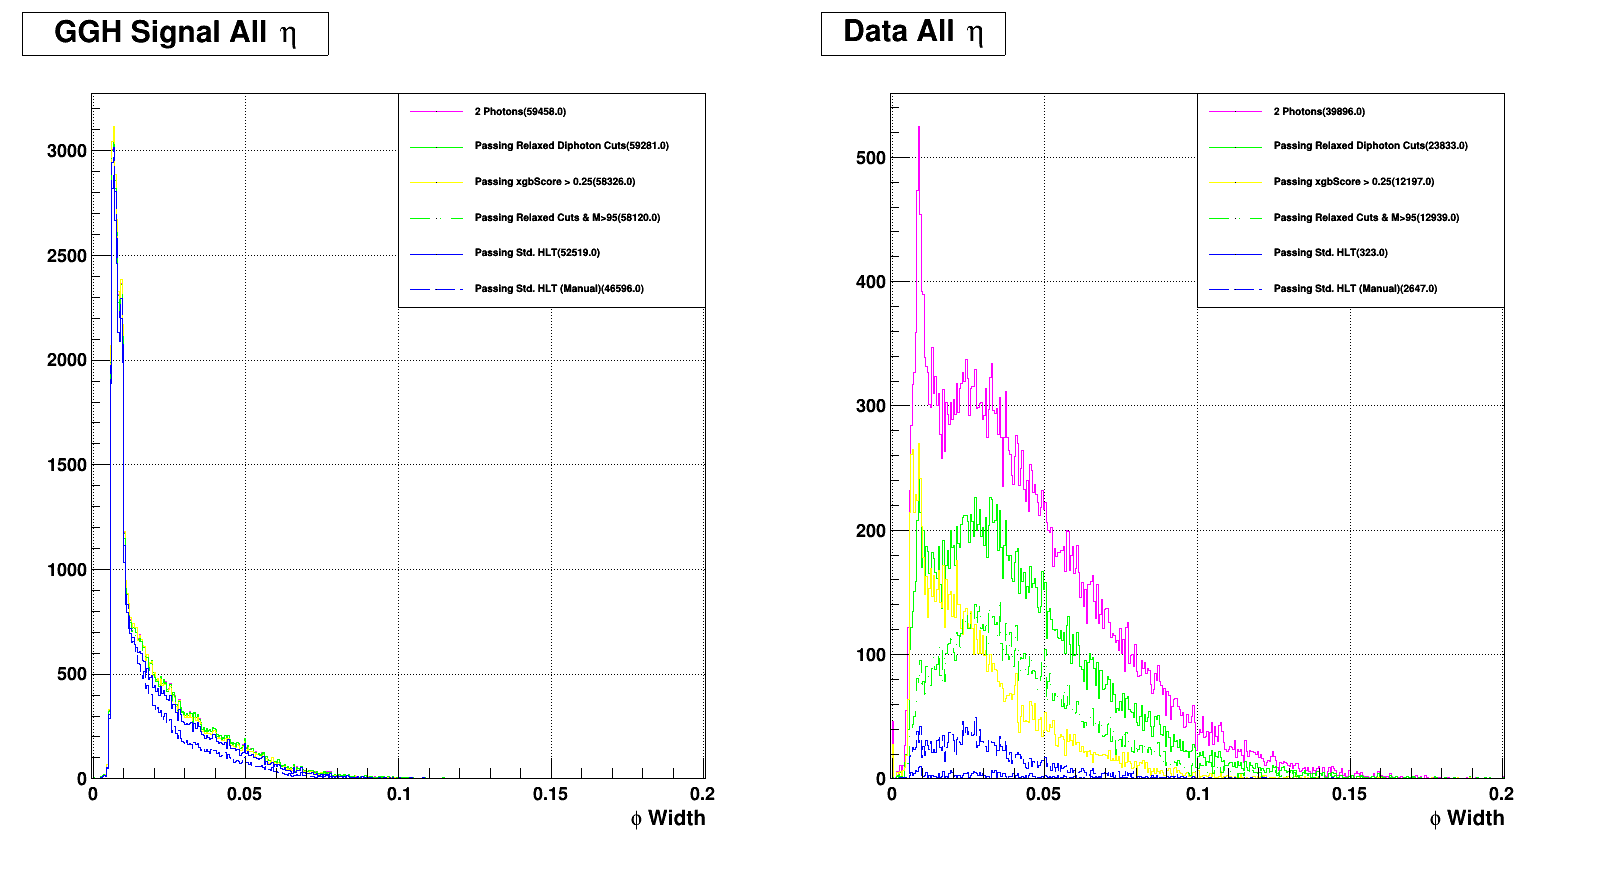 GGH Signal All η
3000
2500
2000
1500
1000
500
0
0
0.05
0.1
0.15
0.2
ϕ Width
2 Photons(59458.0)
Passing Relaxed Diphoton Cuts(59281.0)
Passing xgbScore > 0.25(58326.0)
Passing Relaxed Cuts & M>95(58120.0)
Passing Std. HLT(52519.0)
Passing Std. HLT (Manual)(46596.0)
Data All η
500
400
300
200
100
0
0
0.05
0.1
0.15
0.2
ϕ Width
2 Photons(39896.0)
Passing Relaxed Diphoton Cuts(23833.0)
Passing xgbScore > 0.25(12197.0)
Passing Relaxed Cuts & M>95(12939.0)
Passing Std. HLT(323.0)
Passing Std. HLT (Manual)(2647.0)